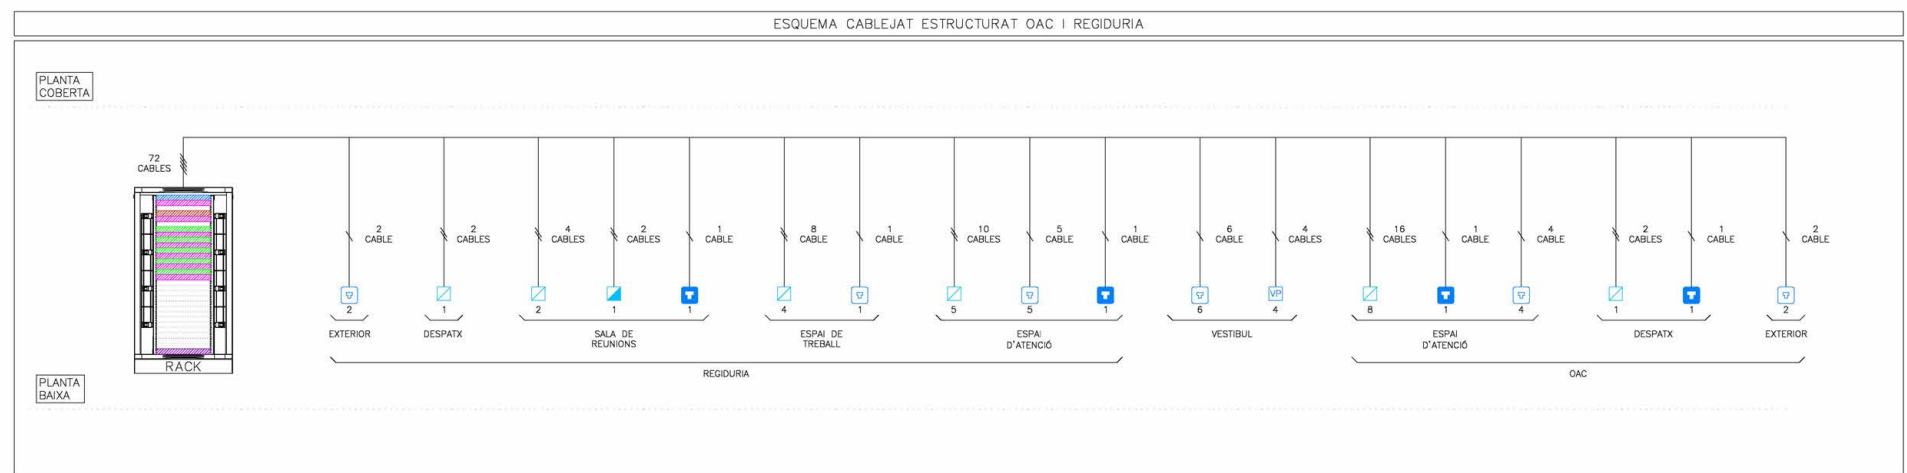 ESQUEMA CABLEJAT ESTRUCTURAT OAC I REGIDURIA
PLANTA
COBERTA
72
CABLES
2
CABLE
2
CABLES
4
CABLES
2
CABLES
1
CABLE
8
CABLE
1
CABLE
10
CABLES
5
CABLE
1
CABLE
6
CABLE
4
CABLES
16
CABLES
1
CABLE
4
CABLE
2
CABLES
1
CABLE
2
CABLE
VP
2
1
2
1
1
4
1
5
5
1
6
4
8
1
4
1
1
2
EXTERIOR
DESPATX
SALA DE
REUNIONS
ESPAI DE
TREBALL
ESPAI
D'ATENCIÓ
VESTIBUL
ESPAI
D'ATENCIÓ
DESPATX
EXTERIOR
RACK
REGIDURIA
OAC
PLANTA
BAIXA